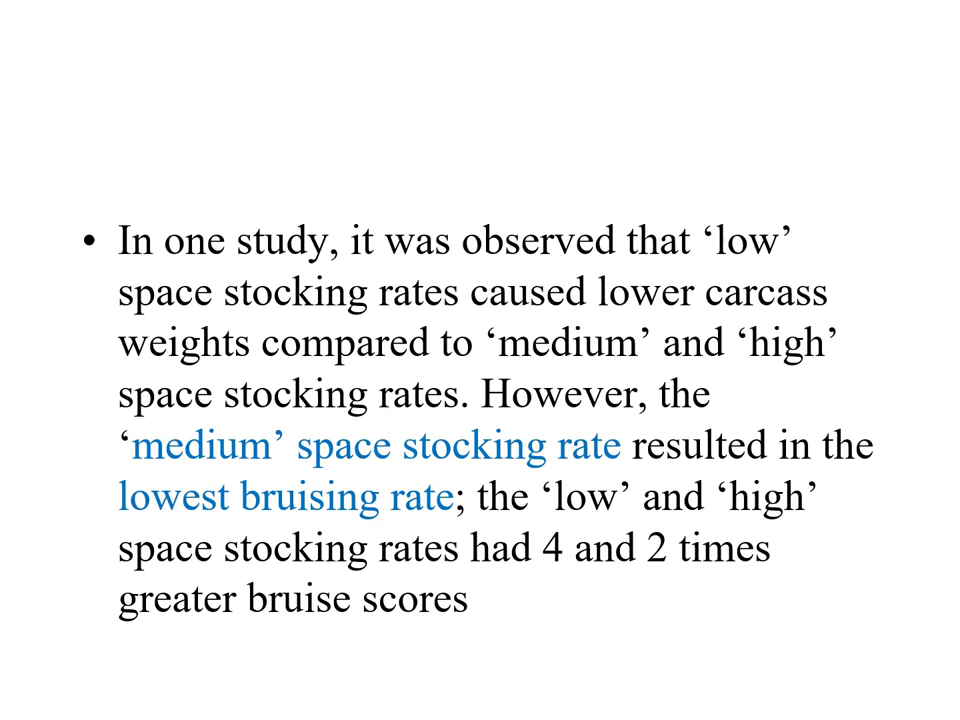 • In one study, it was observed that ‘low’
space stocking rates caused lower carcass
weights compared to ‘medium’ and ‘high’
space stocking rates. However, the
‘medium’ space stocking rate resulted in the
lowest bruising rate; the ‘low’ and ‘high’
space stocking rates had 4 and 2 times
greater bruise scores